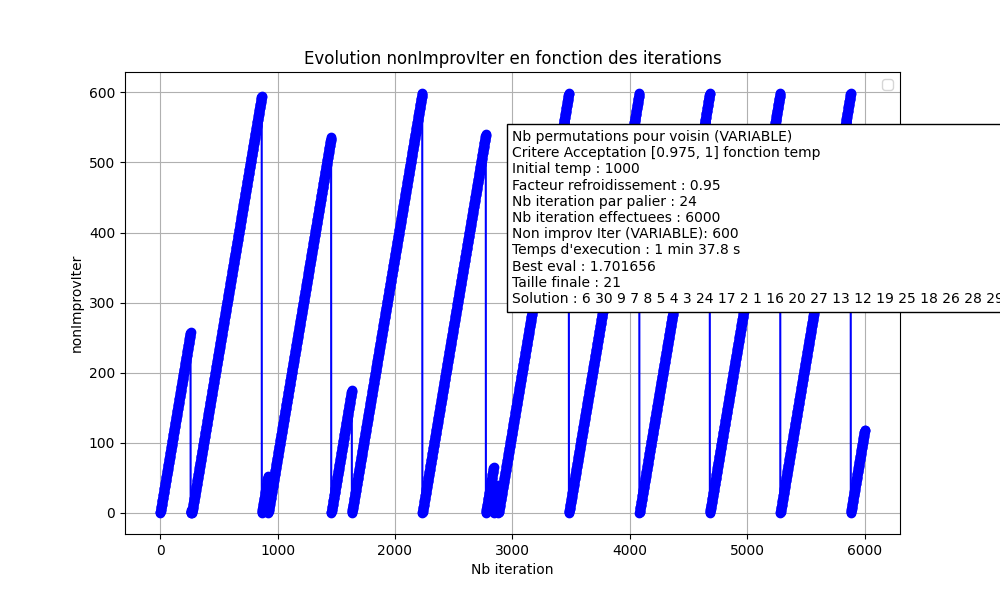 Evolution nonImprovIter en fonction des iterations
600
500
400
300
200
100
0
nonImprovIter
Nb permutations pour voisin (VARIABLE)
Critere Acceptation [0.975, 1] fonction temp
Initial temp : 1000
Facteur refroidissement : 0.95
Nb iteration par palier : 24
Nb iteration effectuees : 6000
Non improv Iter (VARIABLE): 600
Temps d'execution : 1 min 37.8 s
Best eval : 1.701656
Taille finale : 21
Solution : 6 30 9 7 8 5 4 3 24 17 2 1 16 20 27 13 12 19 25 18 26 28 29
0 1000 2000 3000 4000 5000 6000
Nb iteration